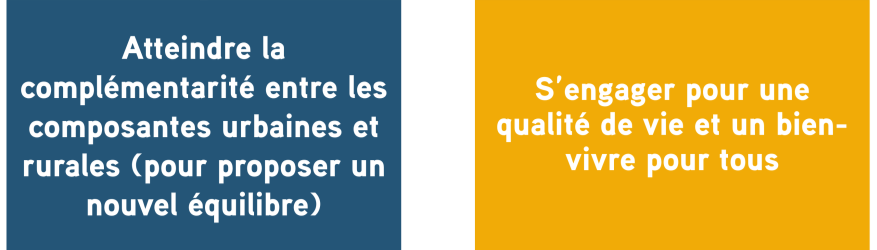 Atteindre la
complémentarité entre les
composantes urbaines et
rurales (pour proposer un
nouvel équilibre)
S'engager pour une
qualité de vie et un bien-
vivre pour tous